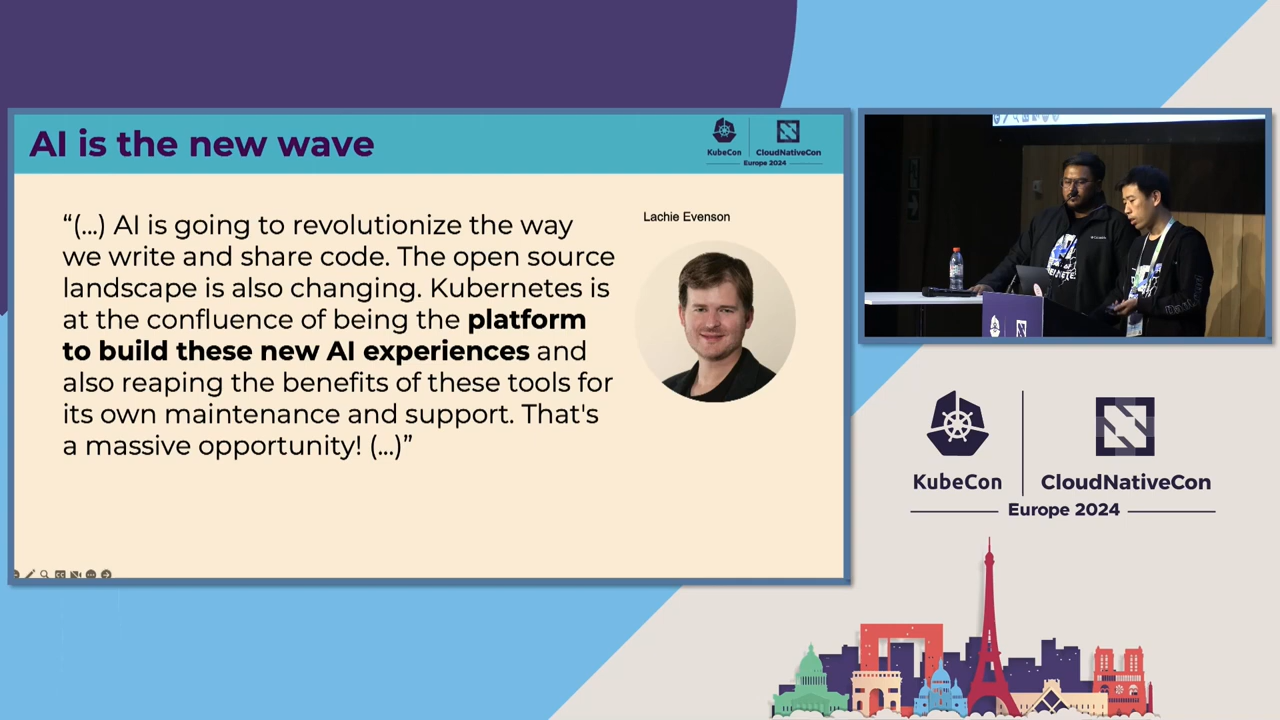 AI is the new wave
KubeCon
CloudNativeCon
Europe 2024
“(...) AI is going to revolutionize the way
we write and share code. The open source
landscape is also changing. Kubernetes is
at the confluence of being the platform
to build these new AI experiences and
also reaping the benefits of these tools for
its own maintenance and support. That's
a massive opportunity! (...)”
Lachie Evenson
KubeCon
CloudNativeCon
Europe 2024